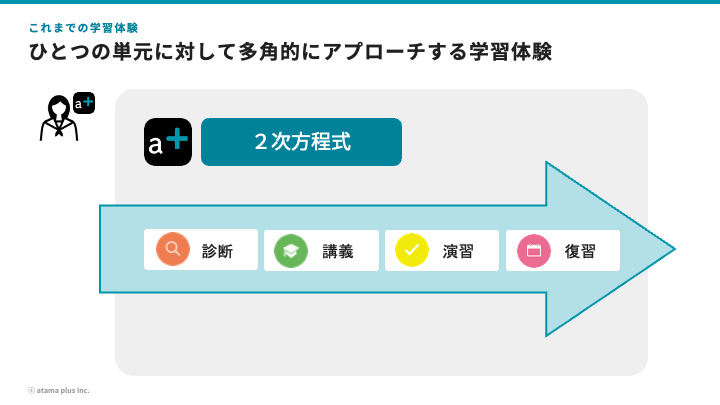 これまでの学習体験
ひとつの単元に対して多角的にアプローチする学習体験
a+
a+
２次方程式
診断
講義
演習
復習
ⓒ atama plus Inc.